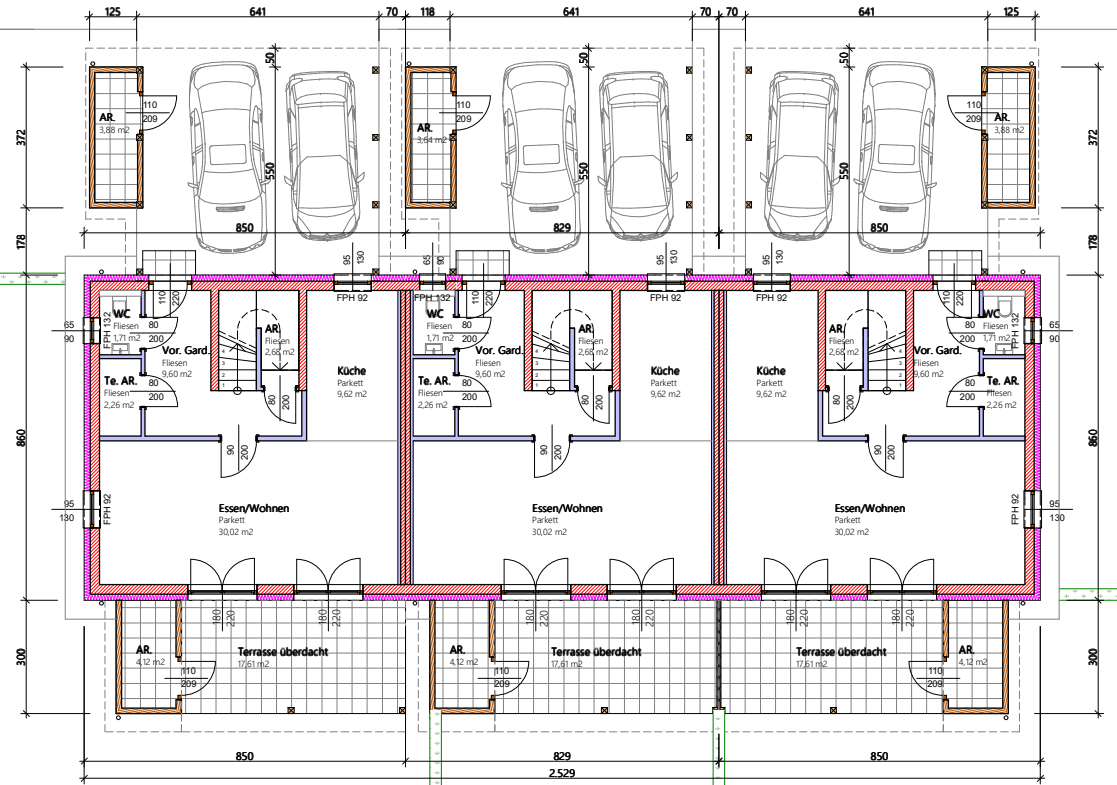 125 641 70 118 641 70 70 641 125
50 50 50
372 AR. 3,88 m2 110 209 550 AR. 3,64 m2 110 209 550 550 110 209 AR. 3,88 m2 372
178 850 829 850 178
95 130 65 90 95 130 95 130
110 220 FPH 92 FPH 132 110 220 FPH 92 FPH 92 110 220
65 90 FPH 132 FPH 132 65 90
WC Fliesen 1,71 m2 80 200
Vor. Gard. Fliesen 9,60 m2
AR. Fliesen 2,68 m2
Te. AR. Fliesen 2,26 m2 80 200
80 200
Küche Parkett 9,62 m2
90 200
WC Fliesen 1,71 m2 80 200
Vor. Gard. Fliesen 9,60 m2
AR. Fliesen 2,68 m2
Te. AR. Fliesen 2,26 m2 80 200
80 200
Küche Parkett 9,62 m2
90 200
Küche Parkett 9,62 m2
AR. Fliesen 2,68 m2
Vor. Gard. Fliesen 9,60 m2
80 200 WC Fliesen 1,71 m2
80 200 Te. AR. Fliesen 2,26 m2
80 200
90 200
860 860
95 130 FPH 92 FPH 92 95 130
Essen/Wohnen Essen/Wohnen Essen/Wohnen
Parkett Parkett Parkett
30,02 m2 30,02 m2 30,02 m2
180 220 180 220 180 220 180 220 180 220 180 220
300 AR. 4,12 m2 110 209 Terrasse überdacht 17,61 m2
AR. 4,12 m2 110 209 Terrasse überdacht 17,61 m2
Terrasse überdacht 17,61 m2 110 209 AR. 4,12 m2 300
850 829 850
2.529